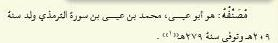 مُصَنِّفُهُ: هو أبو عيسى، محمد بن عيسى بن سورة الترمذي ولد سنة
٢٠٩هـ وتوفي سنة ٢٧٩هـ(١).